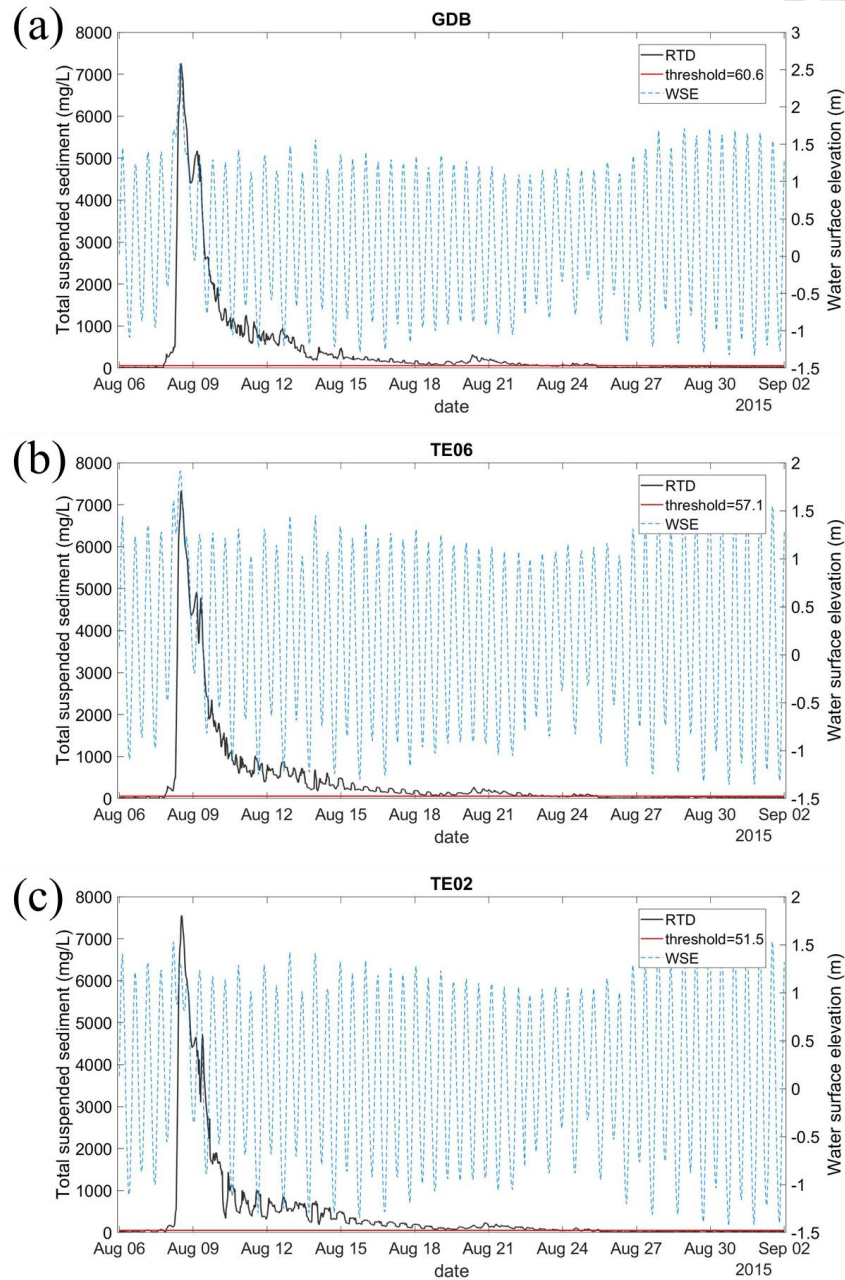 (a)
GDB
Total suspended sediment (mg/L)
8000
7000
6000
5000
4000
3000
2000
1000
0
RTD
threshold=60.6
WSE
3
2.5
2
1.5
1
0.5
0
-0.5
-1
-1.5
Water surface elevation (m)
Aug 06 Aug 09 Aug 12 Aug 15 Aug 18 Aug 21 Aug 24 Aug 27 Aug 30 Sep 02
date
2015
(b)
TE06
Total suspended sediment (mg/L)
8000
7000
6000
5000
4000
3000
2000
1000
0
RTD
threshold=57.1
WSE
2
1.5
1
0.5
0
-0.5
-1
-1.5
Water surface elevation (m)
Aug 06 Aug 09 Aug 12 Aug 15 Aug 18 Aug 21 Aug 24 Aug 27 Aug 30 Sep 02
date
2015
(c)
TE02
Total suspended sediment (mg/L)
8000
7000
6000
5000
4000
3000
2000
1000
0
RTD
threshold=51.5
WSE
2
1.5
1
0.5
0
-0.5
-1
-1.5
Water surface elevation (m)
Aug 06 Aug 09 Aug 12 Aug 15 Aug 18 Aug 21 Aug 24 Aug 27 Aug 30 Sep 02
date
2015